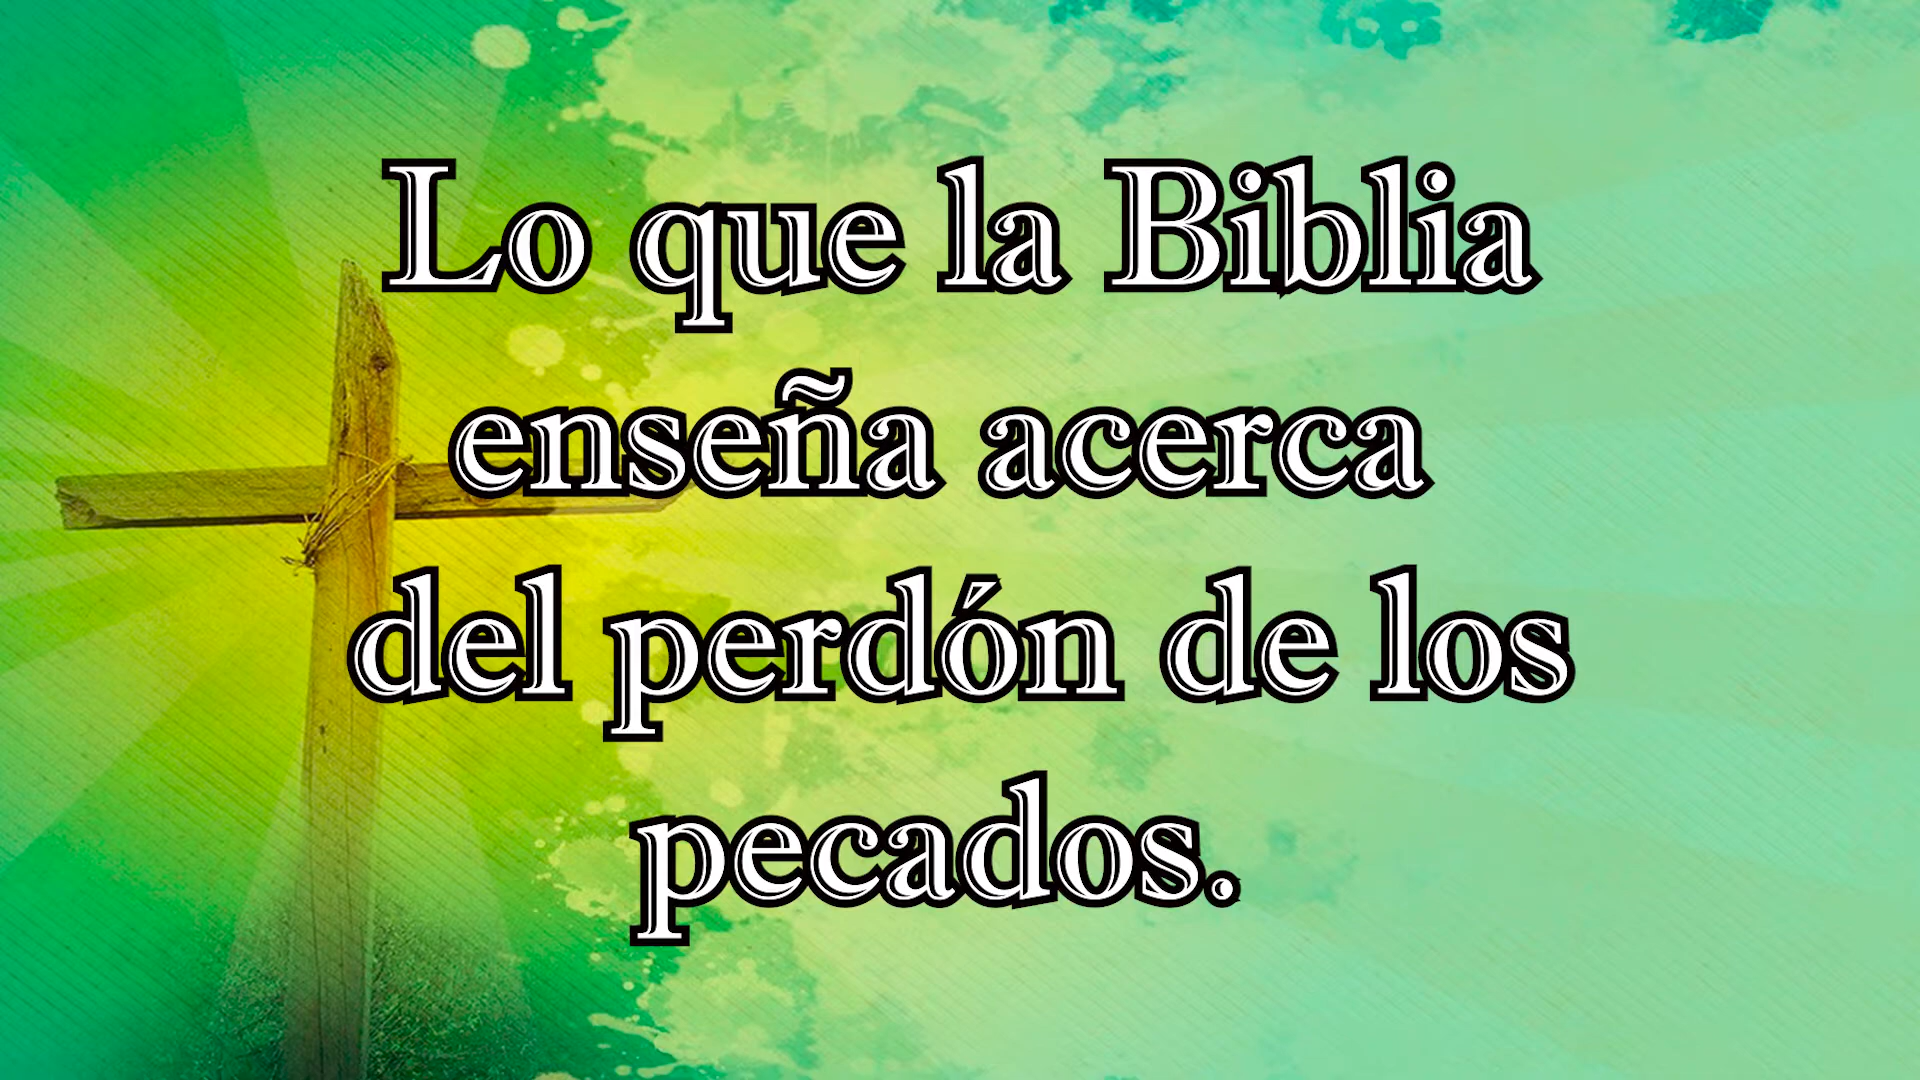 Lo que la Biblia
enseña acerca
del perdón de los
pecados.